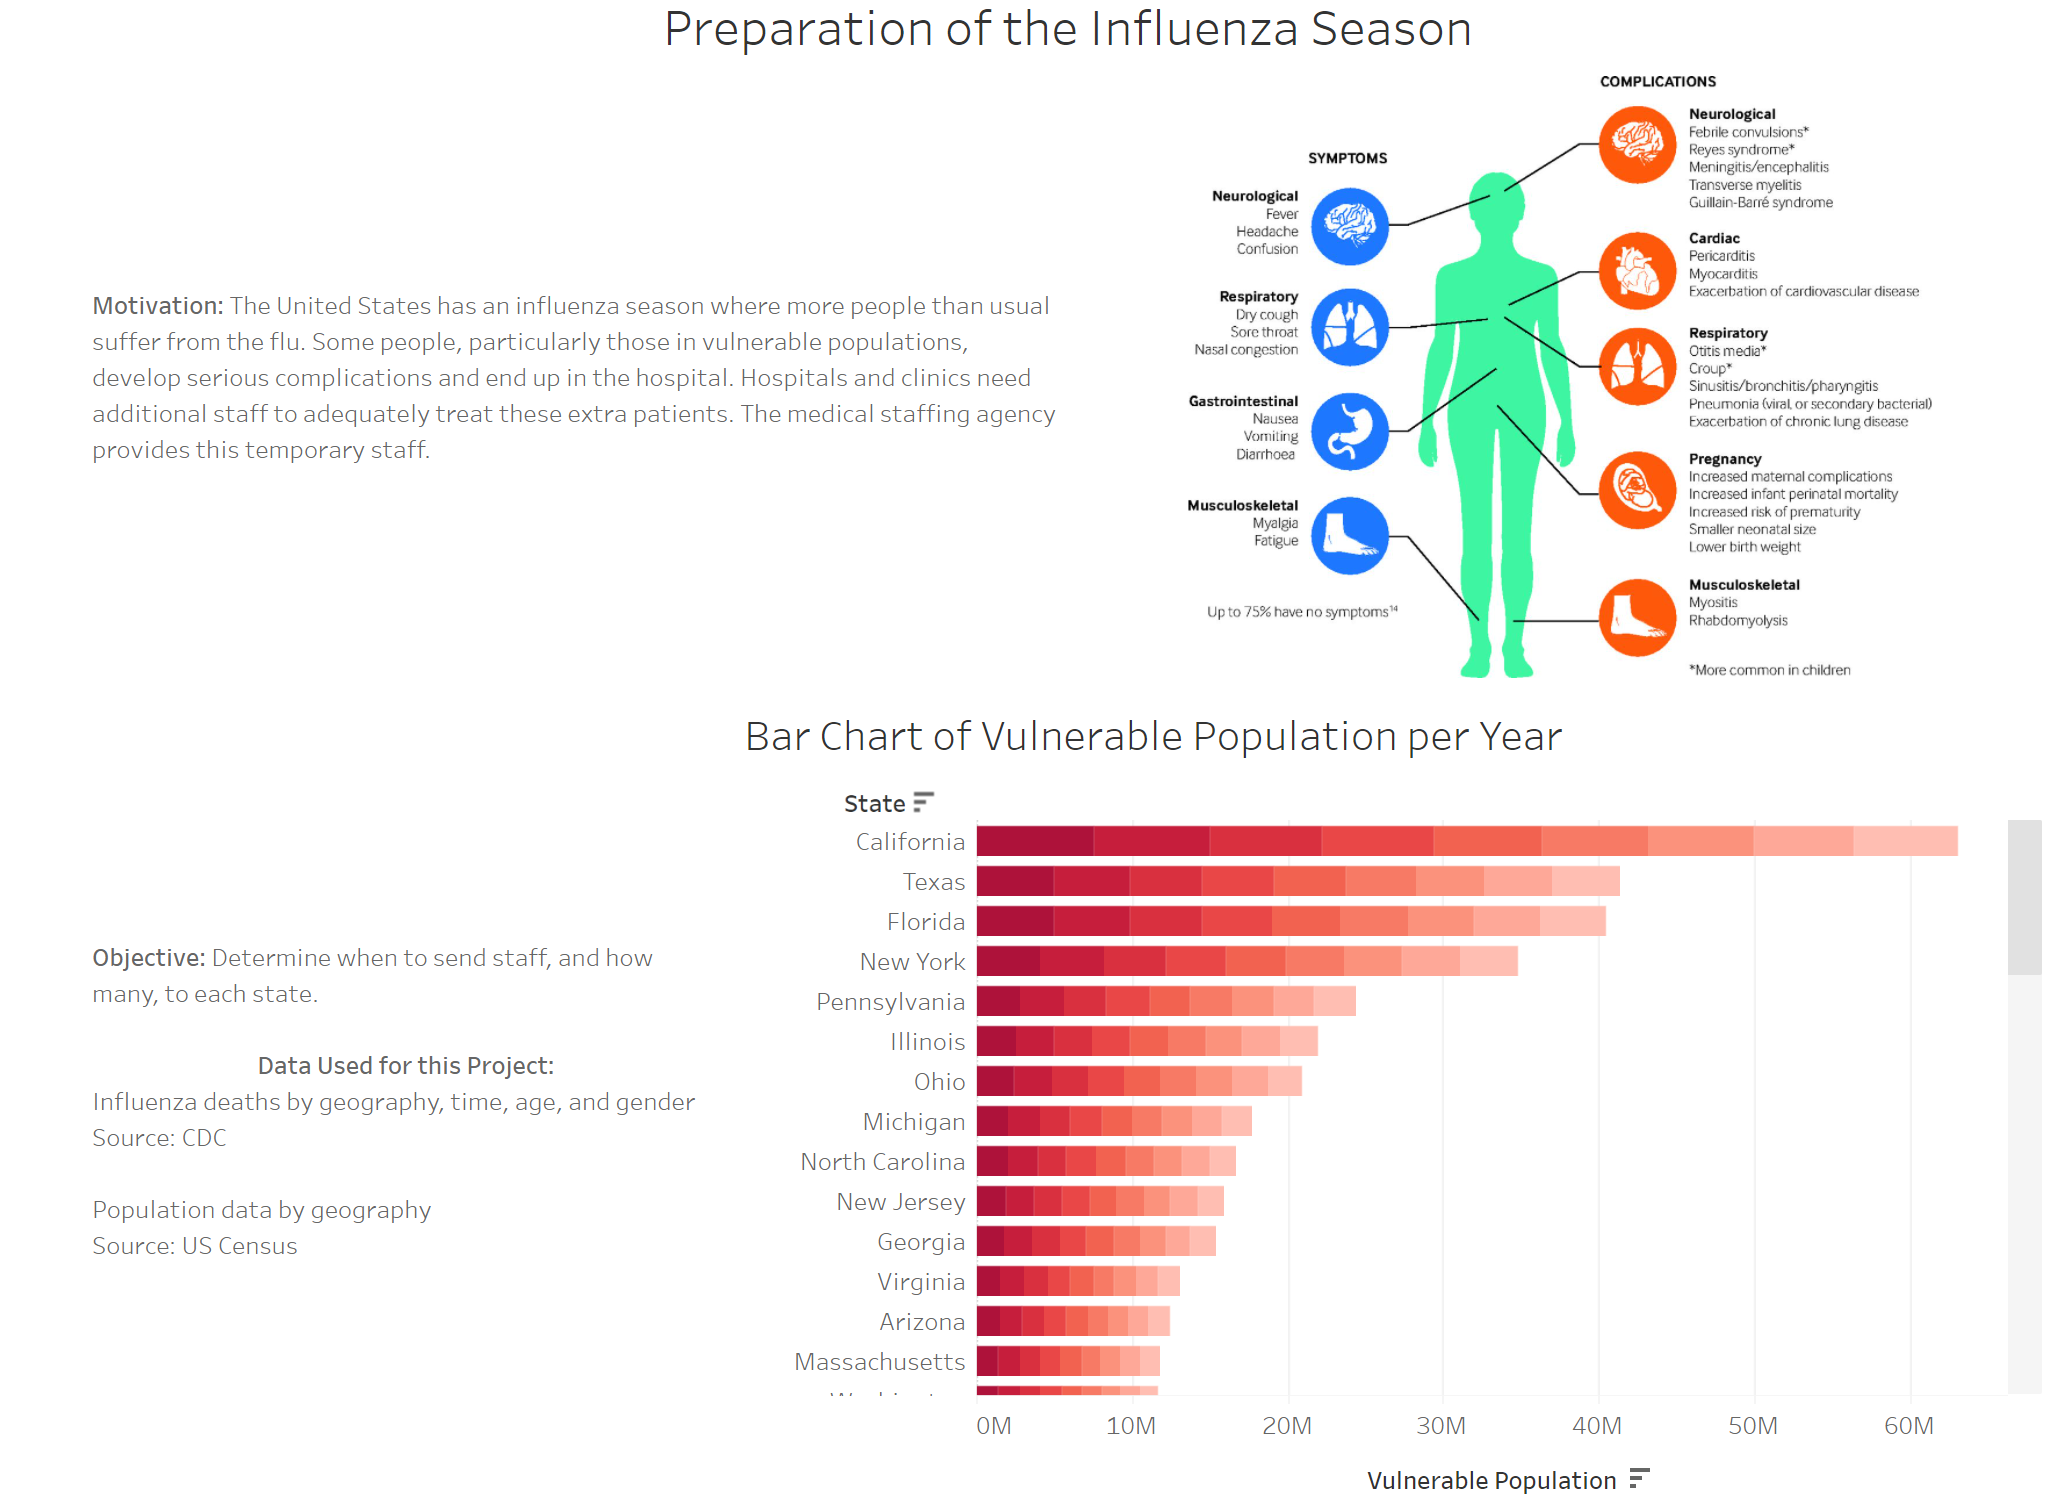 Preparation of the Influenza Season
Motivation: The United States has an influenza season where more people than usual
suffer from the flu. Some people, particularly those in vulnerable populations,
develop serious complications and end up in the hospital. Hospitals and clinics need
additional staff to adequately treat these extra patients. The medical staffing agency
provides this temporary staff.
SYMPTOMS
Neurological
Fever
Headache
Confusion
Respiratory
Dry cough
Sore throat
Nasal congestion
Gastrointestinal
Nausea
Vomiting
Diarrhoea
Musculoskeletal
Myalgia
Fatigue
Up to 75% have no symptoms¹⁴
COMPLICATIONS
Neurological
Febrile convulsions*
Reyes syndrome*
Meningitis/encephalitis
Transverse myelitis
Guillain-Barré syndrome
Cardiac
Pericarditis
Myocarditis
Exacerbation of cardiovascular disease
Respiratory
Otitis media*
Croup*
Sinusitis/bronchitis/pharyngitis
Pneumonia (viral, or secondary bacterial)
Exacerbation of chronic lung disease
Pregnancy
Increased maternal complications
Increased infant perinatal mortality
Increased risk of prematurity
Smaller neonatal size
Lower birth weight
Musculoskeletal
Myositis
Rhabdomyolysis
*More common in children
Objective: Determine when to send staff, and how
many, to each state.
Data Used for this Project:
Influenza deaths by geography, time, age, and gender
Source: CDC
Population data by geography
Source: US Census
Bar Chart of Vulnerable Population per Year
State
California
Texas
Florida
New York
Pennsylvania
Illinois
Ohio
Michigan
North Carolina
New Jersey
Georgia
Virginia
Arizona
Massachusetts
0M 10M 20M 30M 40M 50M 60M
Vulnerable Population